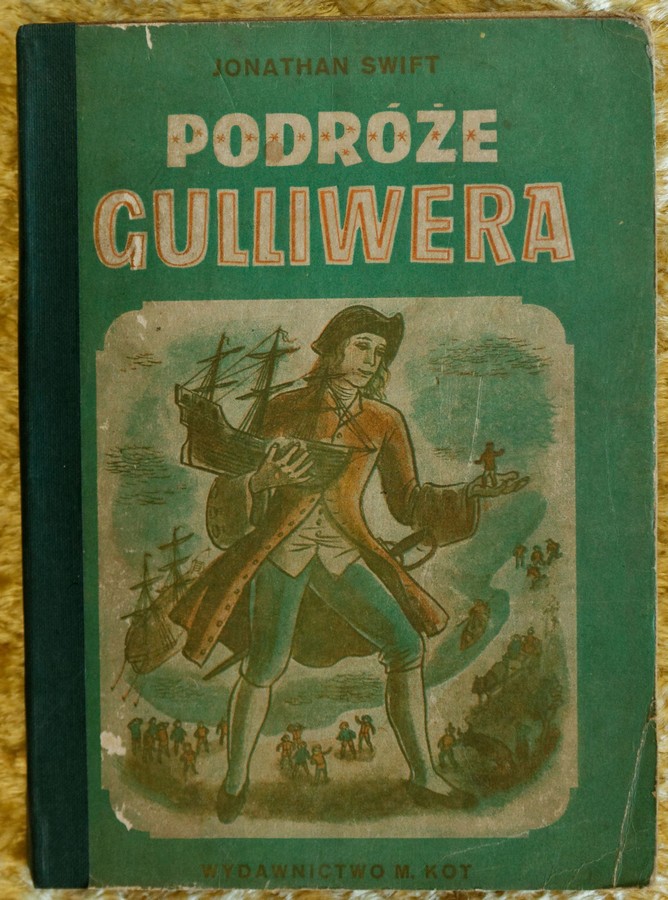 JONATHAN SWIFT
PODRÓŻE
GULLIWERA
WYDAWNICTWO M. KOT